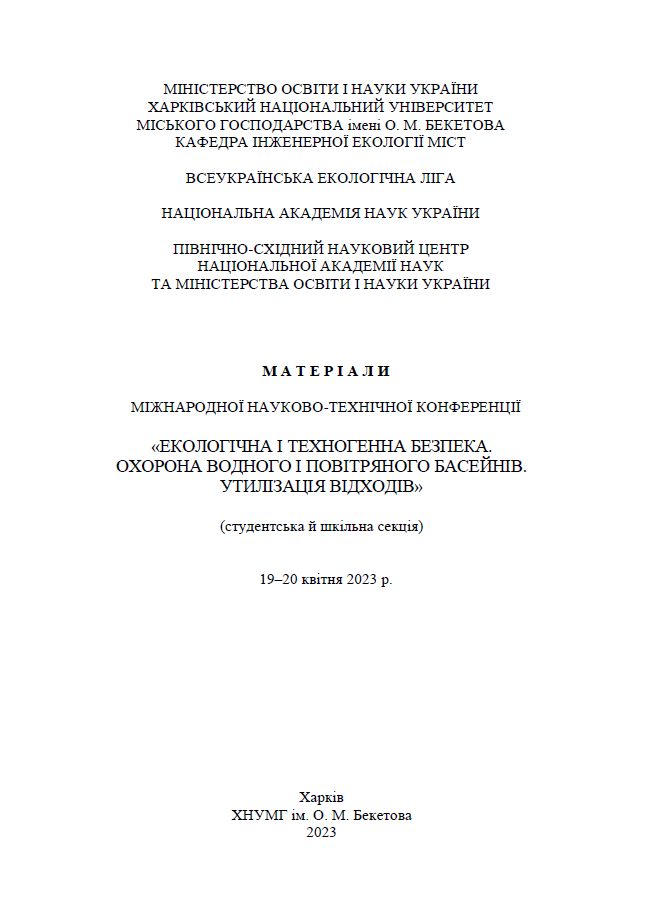 МІНІСТЕРСТВО ОСВІТИ І НАУКИ УКРАЇНИ
ХАРКІВСЬКИЙ НАЦІОНАЛЬНИЙ УНІВЕРСИТЕТ
МІСЬКОГО ГОСПОДАРСТВА імені О. М. БЕКЕТОВА
КАФЕДРА ІНЖЕНЕРНОЇ ЕКОЛОГІЇ МІСТ
ВСЕУКРАЇНСЬКА ЕКОЛОГІЧНА ЛІГА
НАЦІОНАЛЬНА АКАДЕМІЯ НАУК УКРАЇНИ
ПІВНІЧНО-СХІДНИЙ НАУКОВИЙ ЦЕНТР
НАЦІОНАЛЬНОЇ АКАДЕМІЇ НАУК
ТА МІНІСТЕРСТВА ОСВІТИ І НАУКИ УКРАЇНИ
М А Т Е Р І А Л И
МІЖНАРОДНОЇ НАУКОВО-ТЕХНІЧНОЇ КОНФЕРЕНЦІЇ
«ЕКОЛОГІЧНА І ТЕХНОГЕННА БЕЗПЕКА.
ОХОРОНА ВОДНОГО І ПОВІТРЯНОГО БАСЕЙНІВ.
УТИЛІЗАЦІЯ ВІДХОДІВ»
(студентська й шкільна секція)
19–20 квітня 2023 р.
Харків
ХНУМГ ім. О. М. Бекетова
2023